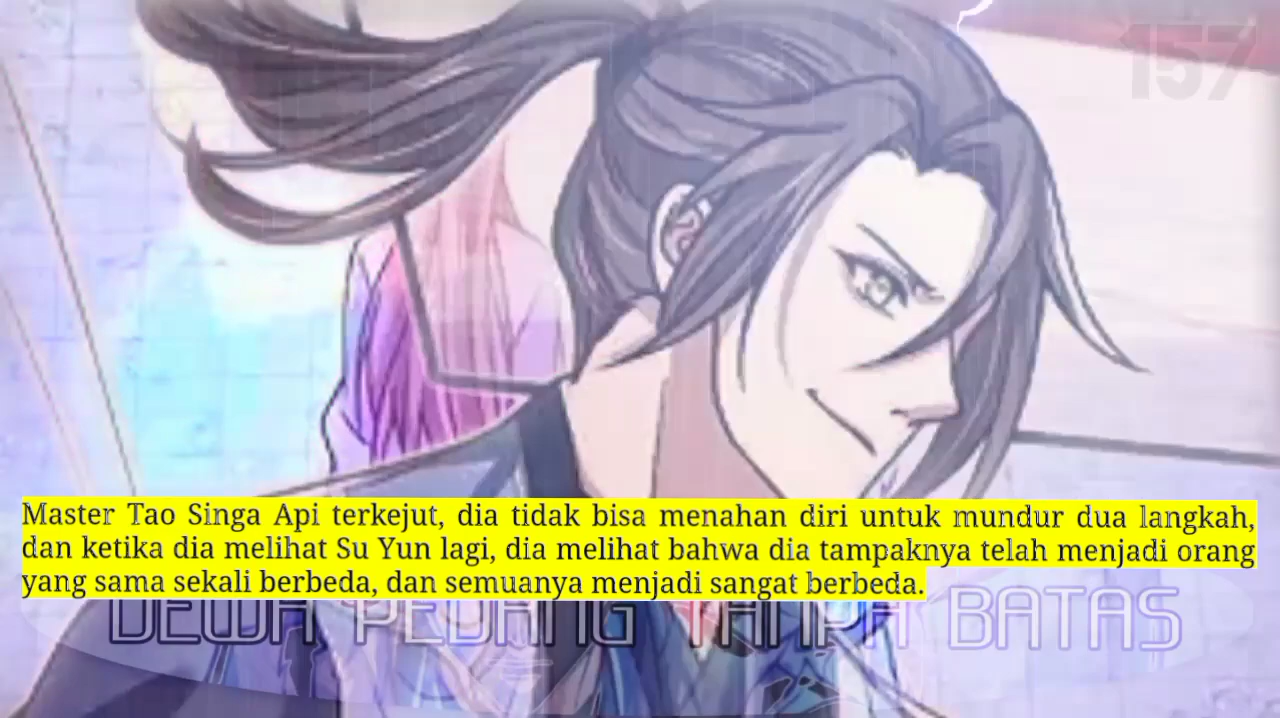 157
Master Tao Singa Api terkejut, dia tidak bisa menahan diri untuk mundur dua langkah,
dan ketika dia melihat Su Yun lagi, dia melihat bahwa dia tampaknya telah menjadi orang
yang sama sekali berbeda, dan semuanya menjadi sangat berbeda.
DEWA PEDANG TANPA BATAS